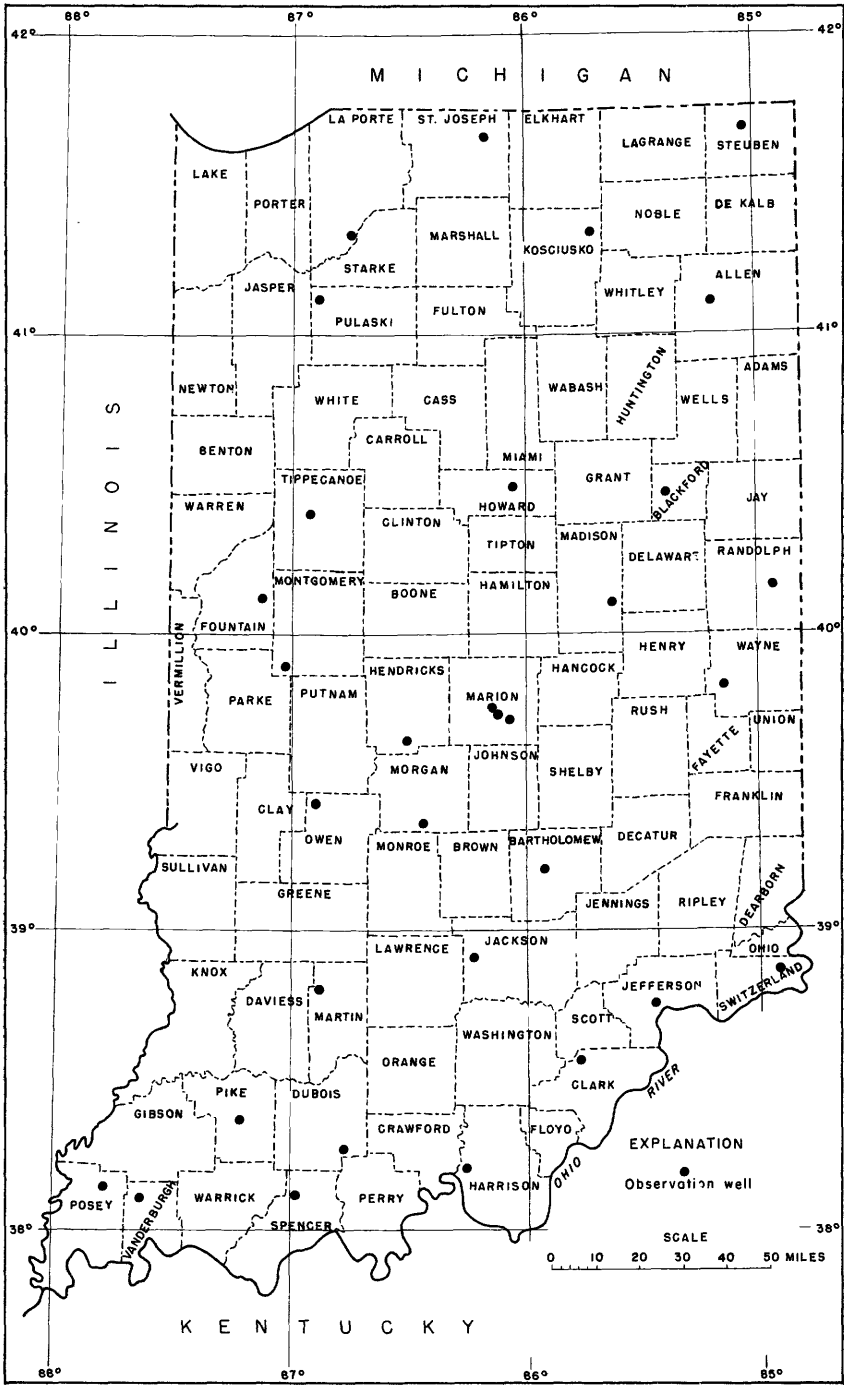 88° 87° 86° 85°
42° 42°
MICHIGAN
LA PORTE ST. JOSEPH ELKHART
LAGRANGE STEUBEN
LAKE
PORTER NOBLE DE KALB
MARSHALL KOSCIUSKO
STARKE ALLEN
JASPER WHITLEY
PULASKI FULTON
41° 41°
NEWTON WHITE CASS WABASH HUNTINGTON WELLS ADAMS
ILLINOIS
CARROLL
BENTON MIAMI
TIPPECANOE GRANT BLACKFORD
WARREN HOWARD JAY
CLINTON TIPTON MADISON DELAWARE RANDOLPH
MONTGOMERY BOONE HAMILTON
FOUNTAIN
40° 40°
VERMILLION HENRY WAYNE
HENDRICKS HANCOCK
PARKE PUTNAM MARION
RUSH FAYETTE UNION
VIGO MORGAN JOHNSON SHELBY
CLAY FRANKLIN
OWEN MONROE BROWN BARTHOLOMEW DECATUR
SULLIVAN
GREENE JENNINGS RIPLEY DEARBORN
39° 39°
LAWRENCE JACKSON OHIO
KNOX
DAVIESS MARTIN JEFFERSON SWITZERLAND
WASHINGTON SCOTT
ORANGE
PIKE DUBOIS CLARK
GIBSON RIVER
CRAWFORD FLOYD
EXPLANATION
OHIO
HARRISON Observation well
POSEY VANDERBURGH WARRICK PERRY
SPENCER
38° 38°
SCALE
0 10 20 30 40 50 MILES
KENTUCKY
88° 87° 86° 85°